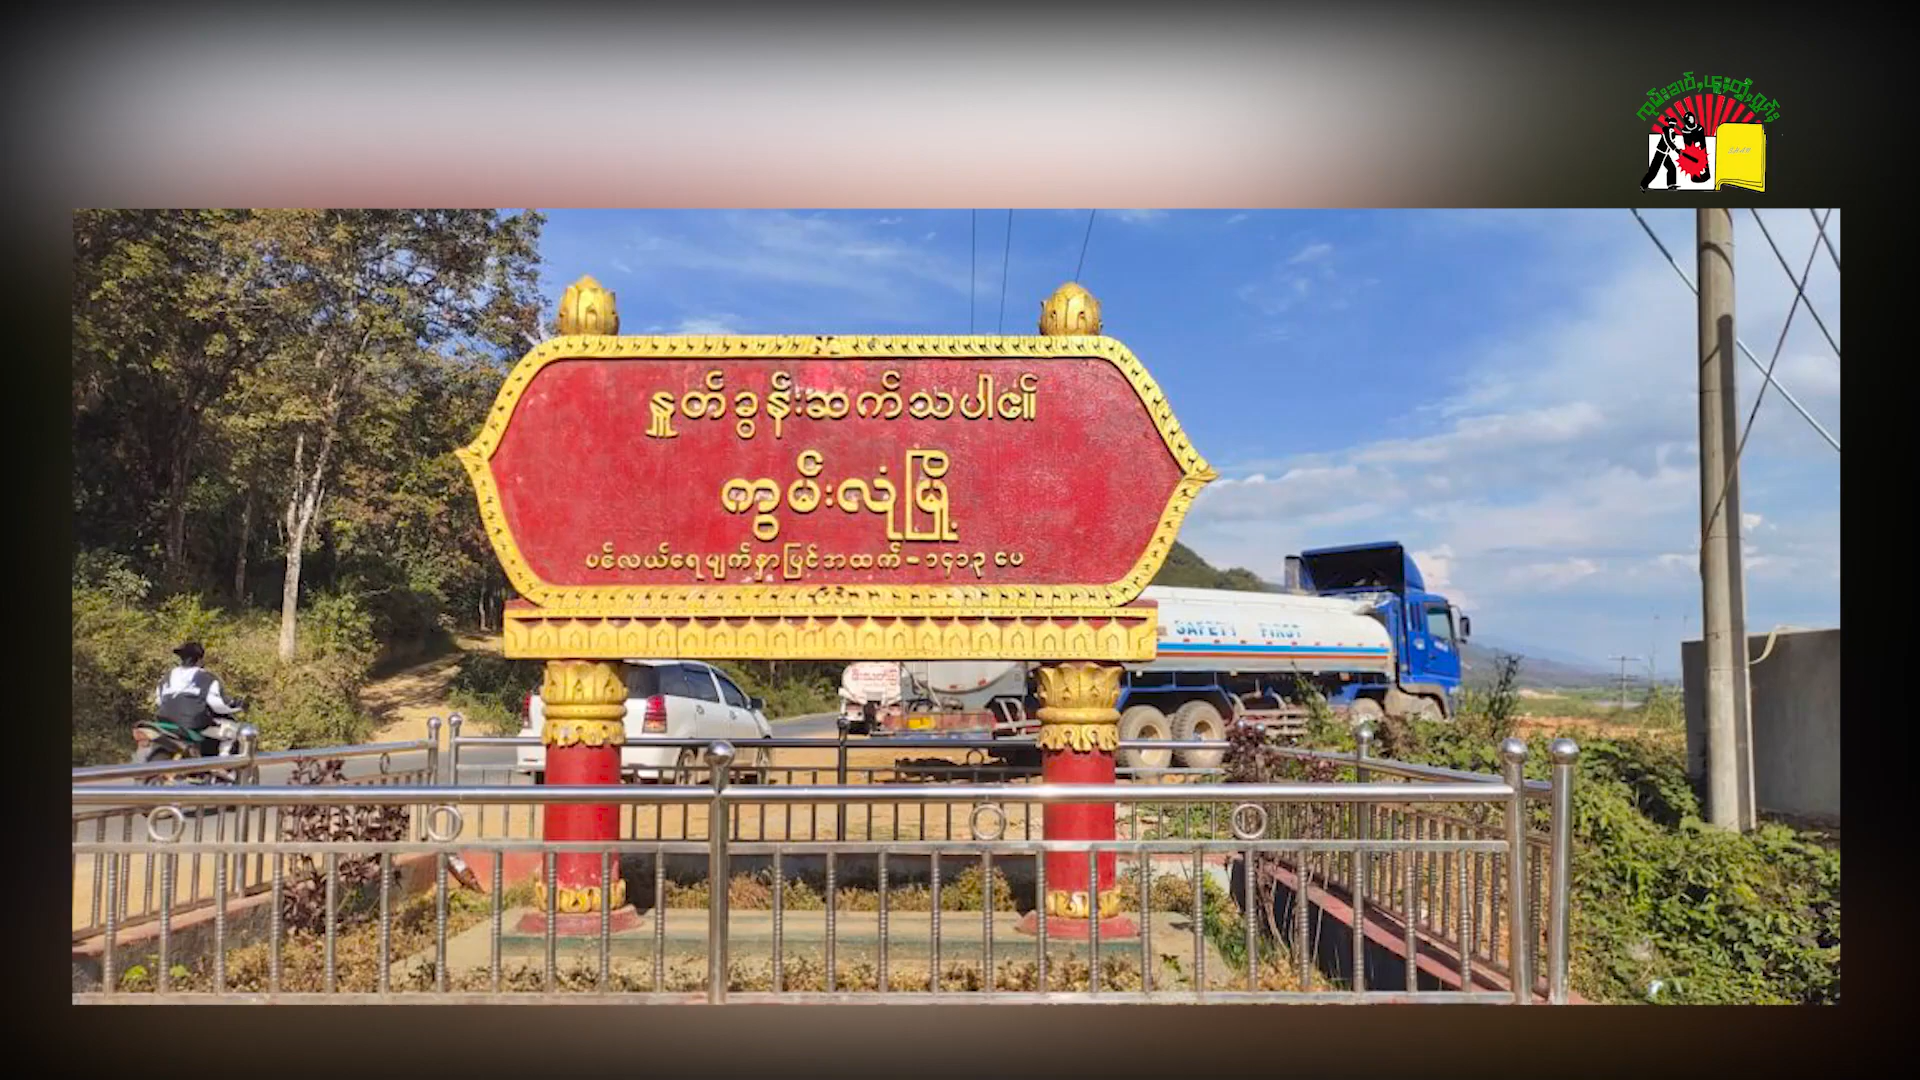 နှုတ်ခွန်းဆက်သပါ၏
ကွမ်းလုံမြို့
ပင်လယ်ရေမျက်နှာပြင်အထက် - ၁၄၁၃ ပေ
SAFETY FIRST